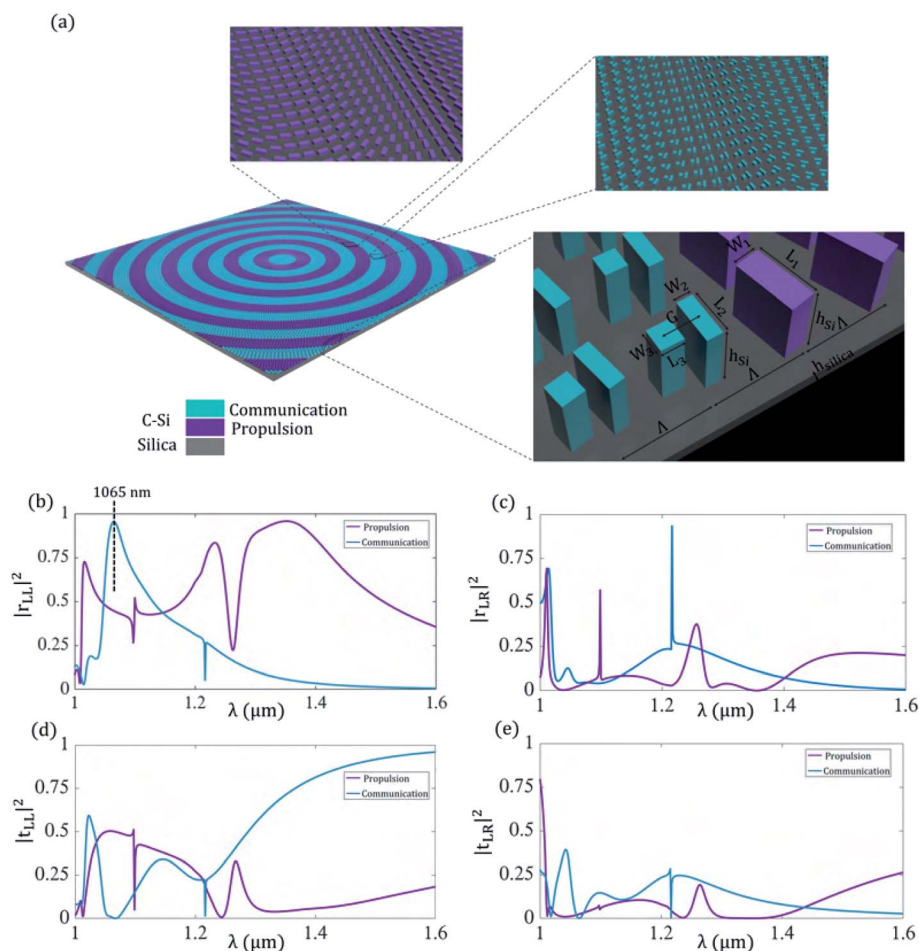 (a)
W₁
L₁
W₂
L₂
G
hSi
Λ
W₃
L₃
hSi
hsilica
Λ
Λ
C-Si
Communication
Propulsion
Silica
(b)
1065 nm
(c)
1
0.75
0.5
0.25
0
|rLL|²
Propulsion
Communication
1
1.2
1.4
1.6
λ (μm)
1
0.75
0.5
0.25
0
|rLR|²
Propulsion
Communication
1
1.2
1.4
1.6
λ (μm)
(d)
(e)
1
0.75
0.5
0.25
0
|tLL|²
Propulsion
Communication
1
1.2
1.4
1.6
λ (μm)
1
0.75
0.5
0.25
0
|tLR|²
Propulsion
Communication
1
1.2
1.4
1.6
λ (μm)